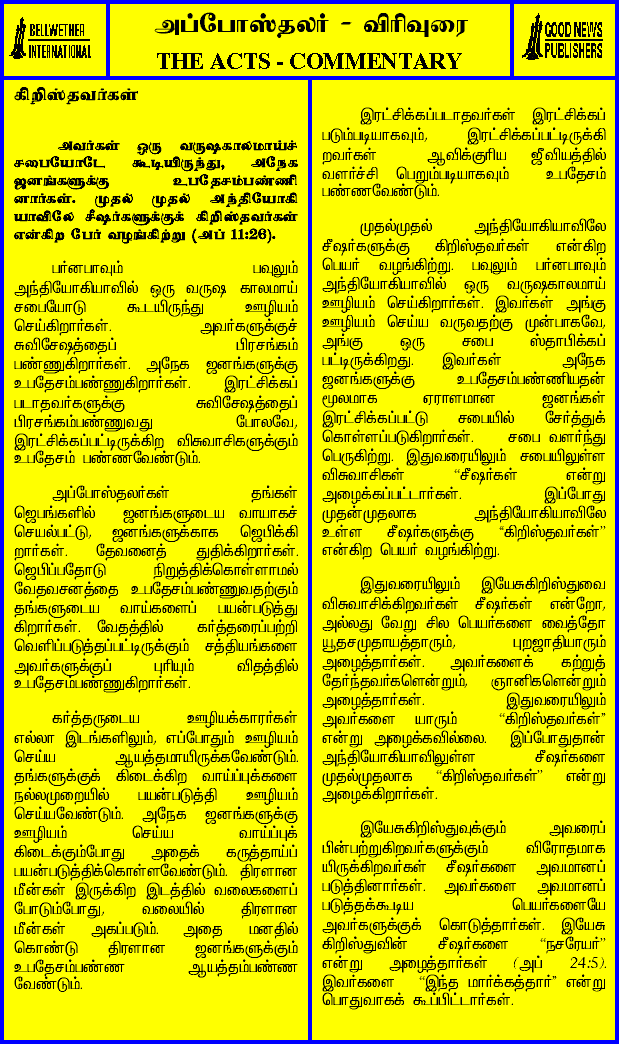 BELLWETHER
INTERNATIONAL
அப்போஸ்தலர் - விரிவுரை
THE ACTS - COMMENTARY
GOOD NEWS
PUBLISHERS
கிறிஸ்தவர்கள்
அவர்கள் ஒரு வருஷகாலமாய்ச்
சபையோடே கூடியிருந்து, அநேக
ஜனங்களுக்கு உபதேசம்பண்ணி
னார்கள். முதல் முதல் அந்தியோகி
யாவிலே சீஷர்களுக்குக் கிறிஸ்தவர்கள்
என்கிற பேர் வழங்கிற்று (அப் 11:26).
பர்னபாவும் பவுலும்
அந்தியோகியாவில் ஒரு வருஷ காலமாய்
சபையோடு கூடயிருந்து ஊழியம்
செய்கிறார்கள். அவர்களுக்குச்
சுவிசேஷத்தைப் பிரசங்கம்
பண்ணுகிறார்கள். அநேக ஜனங்களுக்கு
உபதேசம்பண்ணுகிறார்கள். இரட்சிக்கப்
படாதவர்களுக்கு சுவிசேஷத்தைப்
பிரசங்கம்பண்ணுவது போலவே,
இரட்சிக்கப்பட்டிருக்கிற விசுவாசிகளுக்கும்
உபதேசம் பண்ணவேண்டும்.
அப்போஸ்தலர்கள் தங்கள்
ஜெபங்களில் ஜனங்களுடைய வாயாகச்
செயல்பட்டு, ஜனங்களுக்காக ஜெபிக்கி
றார்கள். தேவனைத் துதிக்கிறார்கள்.
ஜெபிப்பதோடு நிறுத்திக்கொள்ளாமல்
வேதவசனத்தை உபதேசம்பண்ணுவதற்கும்
தங்களுடைய வாய்களைப் பயன்படுத்து
கிறார்கள். வேதத்தில் கர்த்தரைப்பற்றி
வெளிப்படுத்தப்பட்டிருக்கும் சத்தியங்களை
அவர்களுக்குப் புரியும் விதத்தில்
உபதேசம்பண்ணுகிறார்கள்.
கர்த்தருடைய ஊழியக்காரர்கள்
எல்லா இடங்களிலும், எப்போதும் ஊழியம்
செய்ய ஆயத்தமாயிருக்கவேண்டும்.
தங்களுக்குக் கிடைக்கிற வாய்ப்புக்களை
நல்லமுறையில் பயன்படுத்தி ஊழியம்
செய்யவேண்டும். அநேக ஜனங்களுக்கு
ஊழியம் செய்ய வாய்ப்புக்
கிடைக்கும்போது அதைக் கருத்தாய்ப்
பயன்படுத்திக்கொள்ளவேண்டும். திரளான
மீன்கள் இருக்கிற இடத்தில் வலைகளைப்
போடும்போது, வலையில் திரளான
மீன்கள் அகப்படும். அதை மனதில்
கொண்டு திரளான ஜனங்களுக்கும்
உபதேசம்பண்ண ஆயத்தம்பண்ண
வேண்டும்.
இரட்சிக்கப்படாதவர்கள் இரட்சிக்கப்
படும்படியாகவும், இரட்சிக்கப்பட்டிருக்கி
றவர்கள் ஆவிக்குரிய ஜீவியத்தில்
வளர்ச்சி பெறும்படியாகவும் உபதேசம்
பண்ணவேண்டும்.
முதல்முதல் அந்தியோகியாவிலே
சீஷர்களுக்கு கிறிஸ்தவர்கள் என்கிற
பெயர் வழங்கிற்று. பவுலும் பர்னபாவும்
அந்தியோகியாவில் ஒரு வருஷகாலமாய்
ஊழியம் செய்கிறார்கள். இவர்கள் அங்கு
ஊழியம் செய்ய வருவதற்கு முன்பாகவே,
அங்கு ஒரு சபை ஸ்தாபிக்கப்
பட்டிருக்கிறது. இவர்கள் அநேக
ஜனங்களுக்கு உபதேசம்பண்ணியதன்
மூலமாக ஏராளமான ஜனங்கள்
இரட்சிக்கப்பட்டு சபையில் சேர்த்துக்
கொள்ளப்படுகிறார்கள். சபை வளர்ந்து
பெருகிற்று. இதுவரையிலும் சபையிலுள்ள
விசுவாசிகள் “சீஷர்கள் என்று
அழைக்கப்பட்டார்கள். இப்போது
முதன்முதலாக அந்தியோகியாவிலே
உள்ள சீஷர்களுக்கு “கிறிஸ்தவர்கள்”
என்கிற பெயர் வழங்கிற்று.
இதுவரையிலும் இயேசுகிறிஸ்துவை
விசுவாசிக்கிறவர்கள் சீஷர்கள் என்றோ,
அல்லது வேறு சில பெயர்களை வைத்தோ
யூதசமுதாயத்தாரும், புறஜாதியாரும்
அழைத்தார்கள். அவர்களைக் கற்றுத்
தேர்ந்தவர்களென்றும், ஞானிகளென்றும்
அழைத்தார்கள். இதுவரையிலும்
அவர்களை யாரும் “கிறிஸ்தவர்கள்”
என்று அழைக்கவில்லை. இப்போதுதான்
அந்தியோகியாவிலுள்ள சீஷர்களை
முதல்முதலாக “கிறிஸ்தவர்கள்” என்று
அழைக்கிறார்கள்.
இயேசுகிறிஸ்துவுக்கும் அவரைப்
பின்பற்றுகிறவர்களுக்கும் விரோதமாக
யிருக்கிறவர்கள் சீஷர்களை அவமானப்
படுத்தினார்கள். அவர்களை அவமானப்
படுத்தக்கூடிய பெயர்களையே
அவர்களுக்குக் கொடுத்தார்கள். இயேசு
கிறிஸ்துவின் சீஷர்களை “நசரேயர்”
என்று அழைத்தார்கள் (அப் 24:5).
இவர்களை “இந்த மார்க்கத்தார்” என்று
பொதுவாகக் கூப்பிட்டார்கள்.